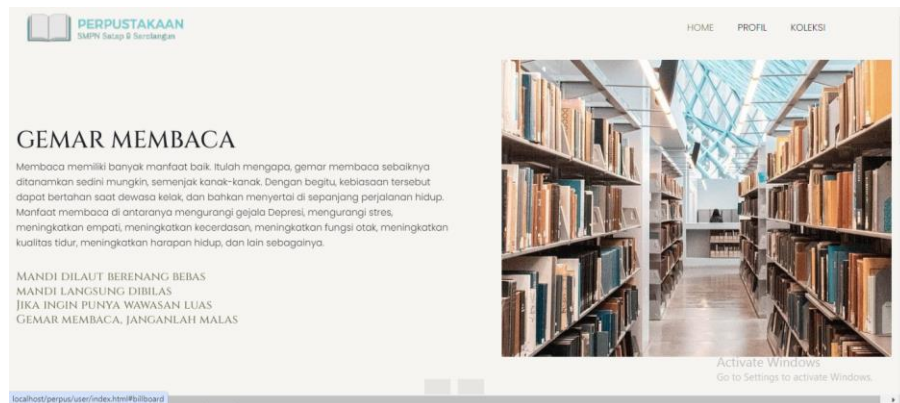 PERPUSTAKAAN
SMPN Satap 8 Sarolangun
HOME PROFIL KOLEKSI
GEMAR MEMBACA
Membaca memiliki banyak manfaat baik. Itulah mengapa, gemar membaca sebaiknya
ditanamkan sedini mungkin, semenjak kanak-kanak. Dengan begitu, kebiasaan tersebut
dapat bertahan saat dewasa kelak, dan bahkan menyertai di sepanjang perjalanan hidup.
Manfaat membaca di antaranya mengurangi gejala Depresi, mengurangi stres,
meningkatkan empati, meningkatkan kecerdasan, meningkatkan fungsi otak, meningkatkan
kualitas tidur, meningkatkan harapan hidup, dan lain sebagainya.
MANDI DILAUT BERENANG BEBAS
MANDI LANGSUNG DIBILAS
JIKA INGIN PUNYA WAWASAN LUAS
GEMAR MEMBACA, JANGANLAH MALAS
Activate Windows
Go to Settings to activate Windows.
localhost/perpus/user/index.html#billboard